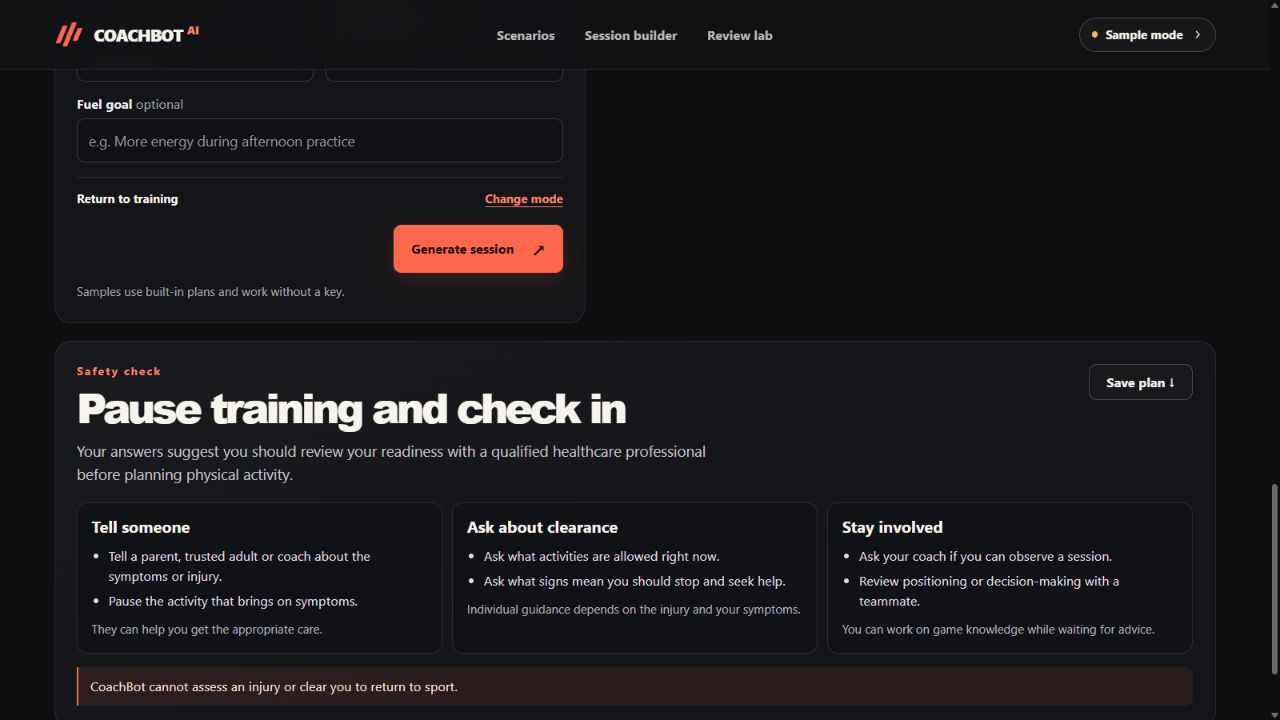 COACHBOT AI
Scenarios
Session builder
Review lab
Sample mode
Fuel goal optional
e.g. More energy during afternoon practice
Return to training
Change mode
Generate session ↗
Samples use built-in plans and work without a key.
Safety check
Save plan ↓
Pause training and check in
Your answers suggest you should review your readiness with a qualified healthcare professional
before planning physical activity.
Tell someone
• Tell a parent, trusted adult or coach about the
symptoms or injury.
• Pause the activity that brings on symptoms.
They can help you get the appropriate care.
Ask about clearance
• Ask what activities are allowed right now.
• Ask what signs mean you should stop and seek help.
Individual guidance depends on the injury and your symptoms.
Stay involved
• Ask your coach if you can observe a session.
• Review positioning or decision-making with a
teammate.
You can work on game knowledge while waiting for advice.
CoachBot cannot assess an injury or clear you to return to sport.